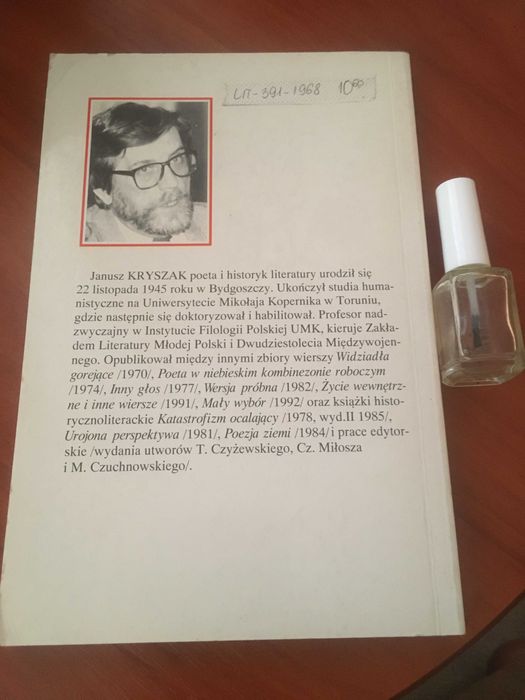 LП-391-1968 10⁶⁰
Janusz KRYSZAK poeta i historyk literatury urodził się
22 listopada 1945 roku w Bydgoszczy. Ukończył studia huma-
nistyczne na Uniwersytecie Mikołaja Kopernika w Toruniu,
gdzie następnie się doktoryzował i habilitował. Profesor nad-
zwyczajny w Instytucie Filologii Polskiej UMK, kieruje Zakła-
dem Literatury Młodej Polski i Dwudziestolecia Międzywojen-
nego. Opublikował między innymi zbiory wierszy Widziadła
gorejące /1970/, Poeta w niebieskim kombinezonie roboczym
/1974/, Inny głos /1977/, Wersja próbna /1982/, Życie wewnętrz-
ne i inne wiersze /1991/, Mały wybór /1992/ oraz książki histo-
rycznoliterackie Katastrofizm ocalający /1978, wyd.II 1985/,
Urojona perspektywa /1981/, Poezja ziemi /1984/ i prace edytor-
skie /wydania utworów T. Czyżewskiego, Cz. Miłosza
i M. Czuchnowskiego/.